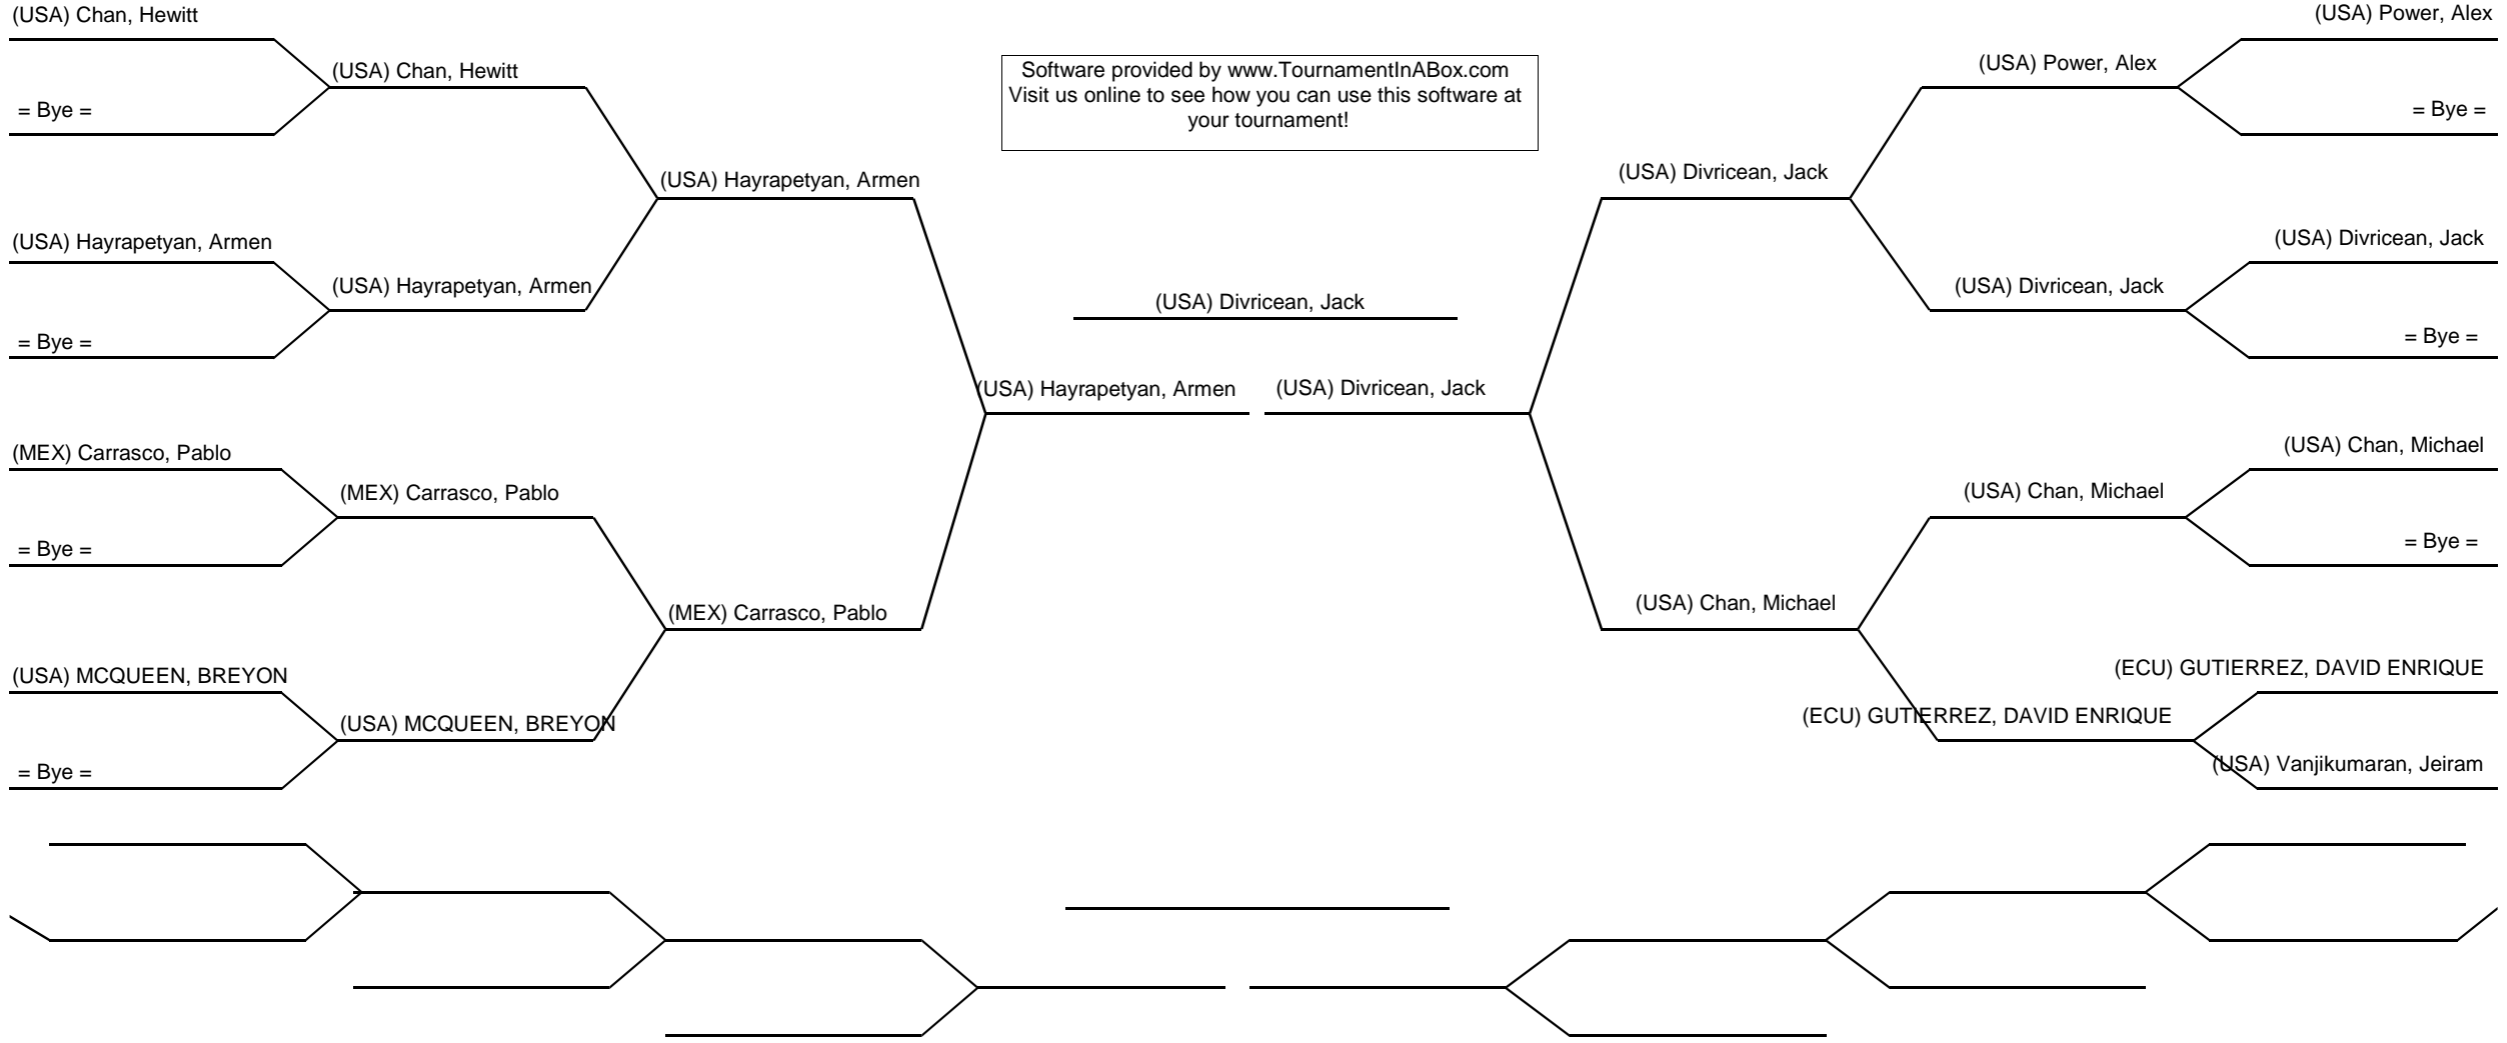 (USA) Chan, Hewitt
= Bye =
(USA) Hayrapetyan, Armen
= Bye =
(MEX) Carrasco, Pablo
= Bye =
(USA) MCQUEEN, BREYON
= Bye =
(USA) Chan, Hewitt
(USA) Hayrapetyan, Armen
(MEX) Carrasco, Pablo
(USA) MCQUEEN, BREYON
(USA) Hayrapetyan, Armen
(MEX) Carrasco, Pablo
(USA) Hayrapetyan, Armen
Software provided by www.TournamentInABox.com
Visit us online to see how you can use this software at
your tournament!
(USA) Divricean, Jack
(USA) Divricean, Jack
(USA) Divricean, Jack
(USA) Chan, Michael
(USA) Power, Alex
(USA) Divricean, Jack
(USA) Chan, Michael
(ECU) GUTIERREZ, DAVID ENRIQUE
(USA) Power, Alex
= Bye =
(USA) Divricean, Jack
= Bye =
(USA) Chan, Michael
= Bye =
(ECU) GUTIERREZ, DAVID ENRIQUE
(USA) Vanjikumaran, Jeiram